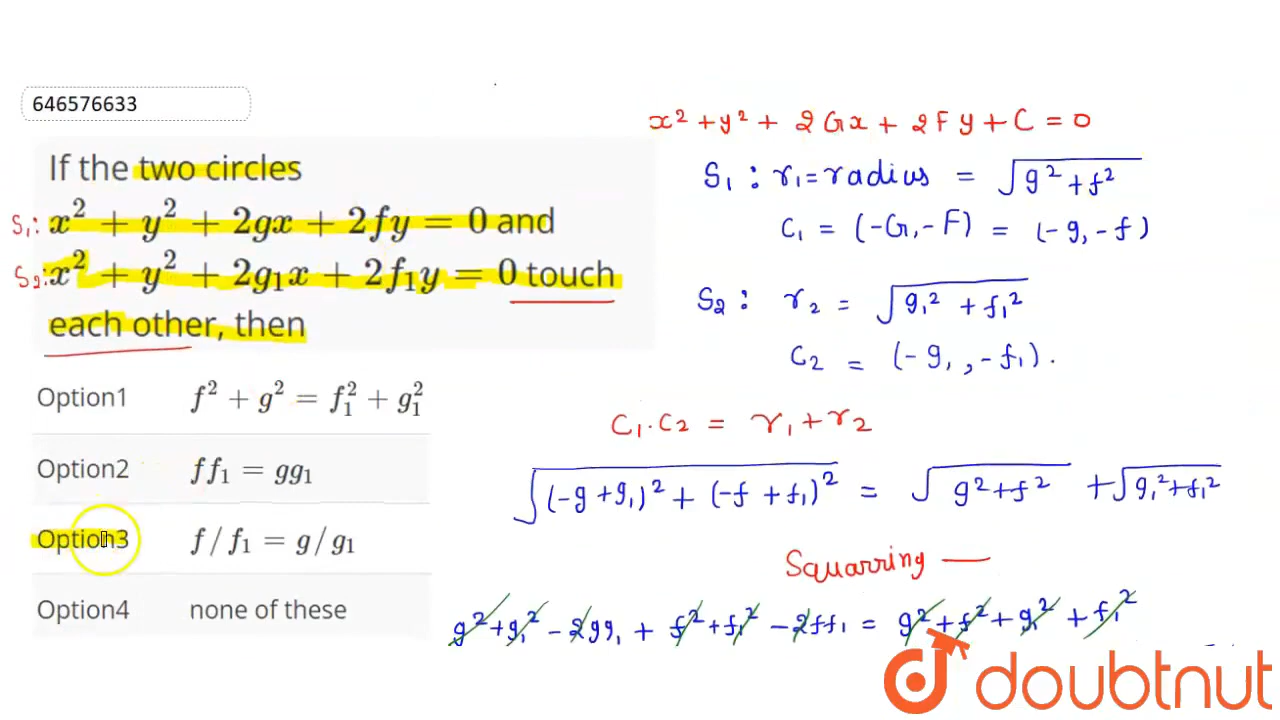 646576633
If the two circles
S₁: x² + y² + 2gx + 2fy = 0 and
S₂: x² + y² + 2g₁x + 2f₁y = 0 touch
each other, then
Option1 f² + g² = f₁² + g₁²
Option2 ff₁ = gg₁
Option3 f/f₁ = g/g₁
Option4 none of these
x² + y² + 2Gx + 2Fy + C = 0
S₁ : r₁ = radius = √(g² + f²)
C₁ = (-G, -F) = (-g, -f)
S₂ : r₂ = √(g₁² + f₁²)
C₂ = (-g₁, -f₁).
C₁.C₂ = r₁ + r₂
√((-g + g₁)² + (-f + f₁)²) = √(g² + f²) + √(g₁² + f₁²)
Squarring —
g² + g₁² - 2gg₁ + f² + f₁² - 2ff₁ = g² + f² + g₁² + f₁²
doubtnut